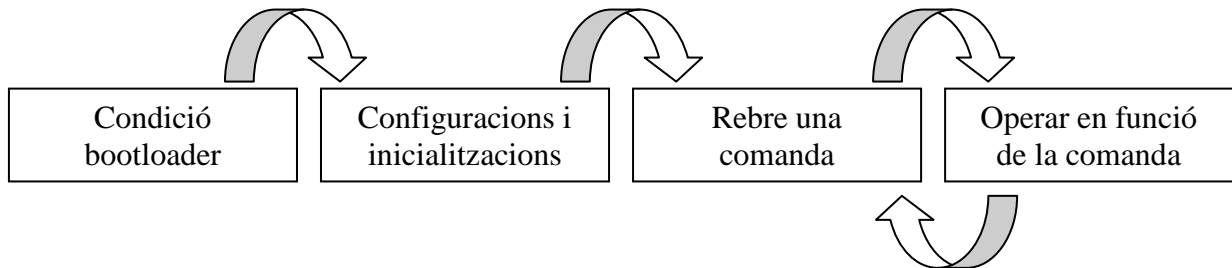 Condició
bootloader
Configuracions i
inicialitzacions
Rebre una
comanda
Operar en funció
de la comanda